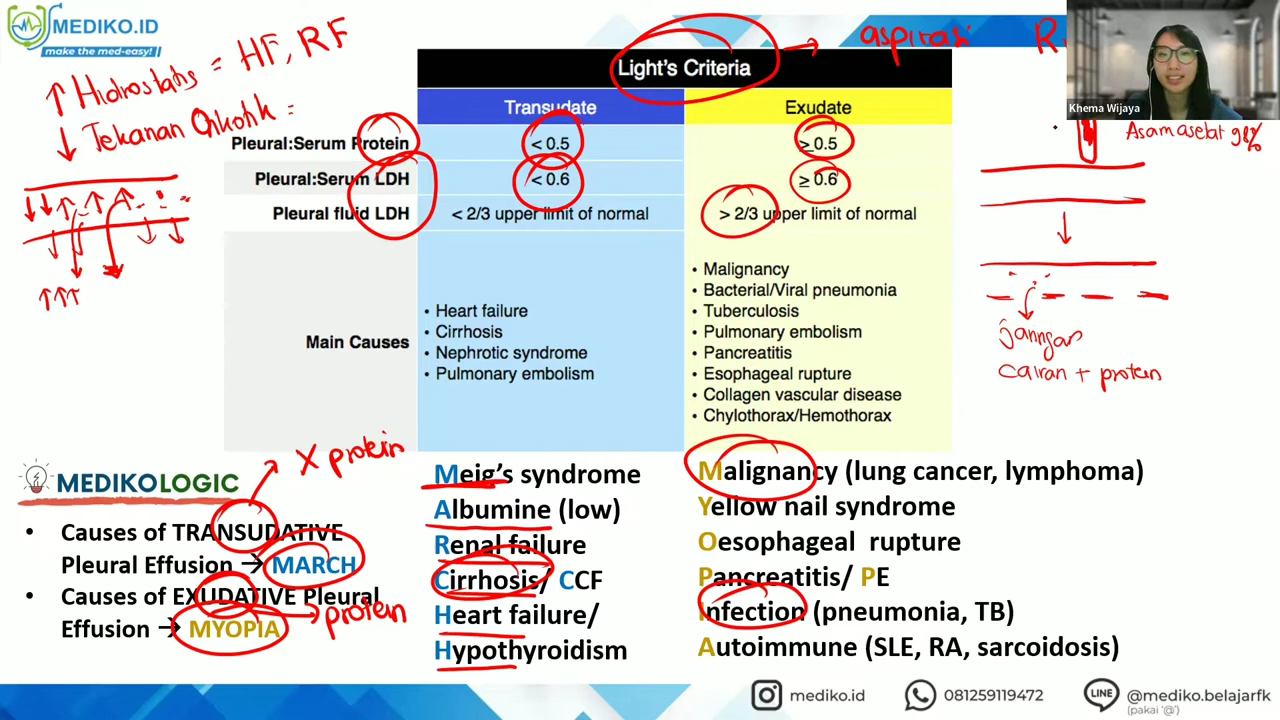 MEDIKO.ID
make the med-easy!
↑ Hidrostatis = HF, RF
↓ Tekanan Onkotik =
Light's Criteria
→ aspirasi
R
Khema Wijaya
Asam asetat 98%
Transudate
Exudate
Pleural:Serum Protein
< 0.5
≥0.5
Pleural:Serum LDH
< 0.6
≥ 0.6
Pleural fluid LDH
< 2/3 upper limit of normal
> 2/3 upper limit of normal
↑↑↑
Main Causes
• Heart failure
• Cirrhosis
• Nephrotic syndrome
• Pulmonary embolism
• Malignancy
• Bacterial/Viral pneumonia
• Tuberculosis
• Pulmonary embolism
• Pancreatitis
• Esophageal rupture
• Collagen vascular disease
• Chylothorax/Hemothorax
cairan + protein
MEDIKOLOGIC
X protein
• Causes of TRANSUDATIVE
Pleural Effusion → MARCH
• Causes of EXUDATIVE Pleural
Effusion → MYOPIA
→ protein
Meig's syndrome
Albumine (low)
Renal failure
Cirrhosis/ CCF
Heart failure/
Hypothyroidism
Malignancy (lung cancer, lymphoma)
Yellow nail syndrome
Oesophageal rupture
Pancreatitis/ PE
Infection (pneumonia, TB)
Autoimmune (SLE, RA, sarcoidosis)
mediko.id
081259119472
LINE
@mediko.belajarfk
(pakai '@')